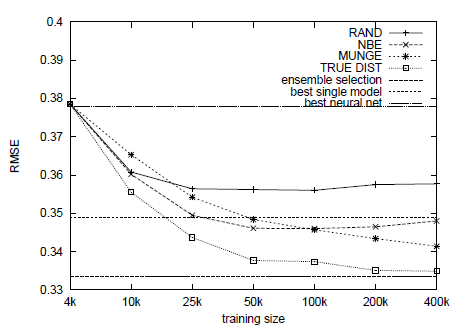 0.4
0.39
0.38
0.37
0.36
0.35
0.34
0.33
RMSE
RAND
NBE
MUNGE
TRUE DIST
ensemble selection
best single model
best neural net
4k 10k 25k 50k 100k 200k 400k
training size